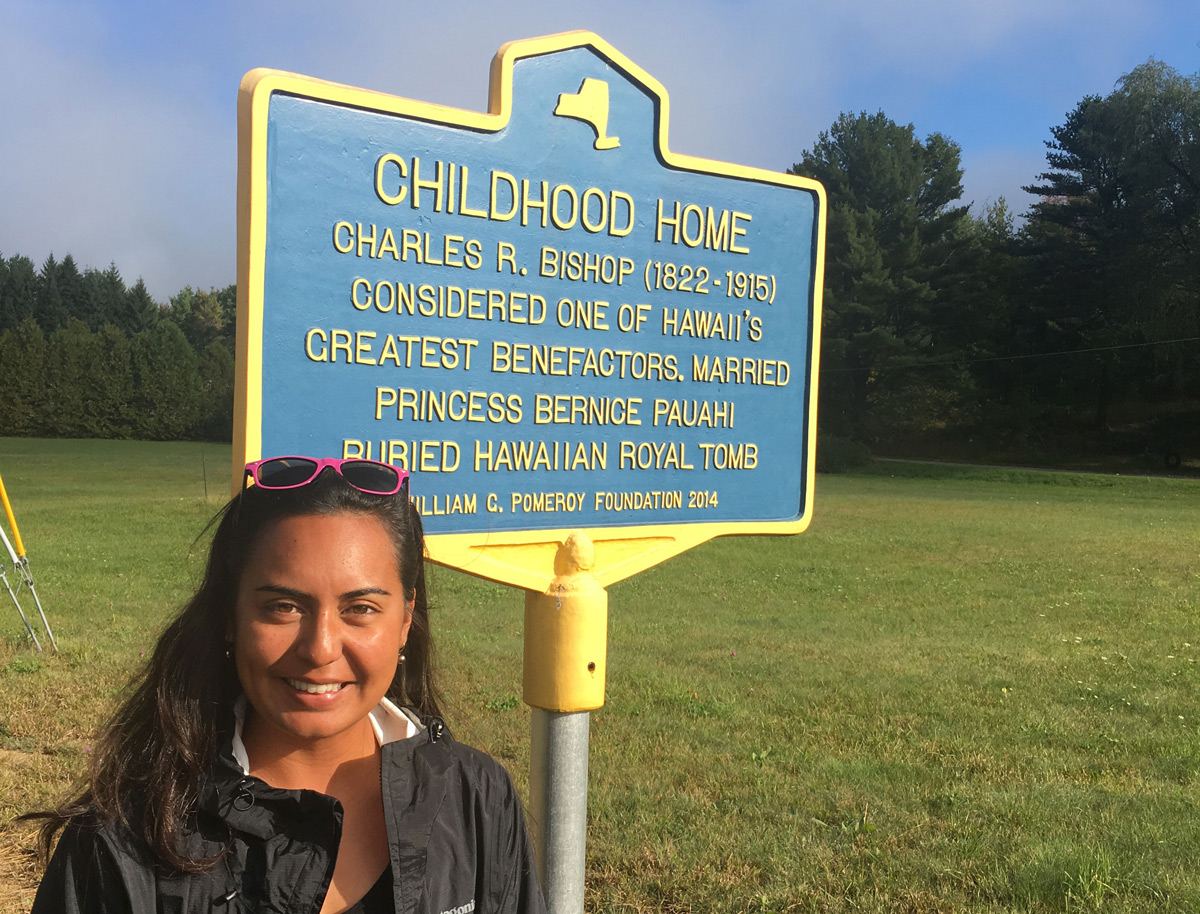 CHILDHOOD HOME
CHARLES R. BISHOP (1822-1915)
CONSIDERED ONE OF HAWAII'S
GREATEST BENEFACTORS. MARRIED
PRINCESS BERNICE PAUAHI
BURIED HAWAIIAN ROYAL TOMB
WILLIAM G. POMEROY FOUNDATION 2014